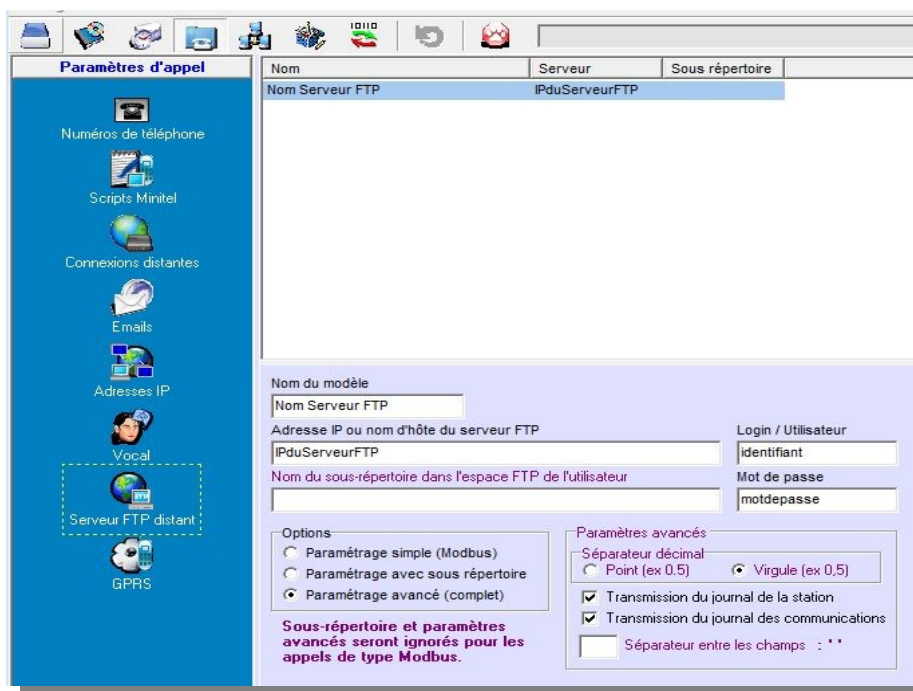 10110
Paramètres d'appel
Numéros de téléphone
Scripts Minitel
Connexions distantes
Emails
Adresses IP
Vocal
Serveur FTP distant
GPRS
Nom Serveur Sous répertoire
Nom Serveur FTP IPduServeurFTP
Nom du modèle
Nom Serveur FTP
Adresse IP ou nom d'hôte du serveur FTP Login / Utilisateur
IPduServeurFTP identifiant
Nom du sous-répertoire dans l'espace FTP de l'utilisateur Mot de passe
motdepasse
Options
Paramétrage simple (Modbus)
Paramétrage avec sous répertoire
Paramétrage avancé (complet)
Sous-répertoire et paramètres
avancés seront ignorés pour les
appels de type Modbus.
Paramètres avancés
Séparateur décimal
Point (ex 0.5) Virgule (ex 0,5)
Transmission du journal de la station
Transmission du journal des communications
Séparateur entre les champs : ' '